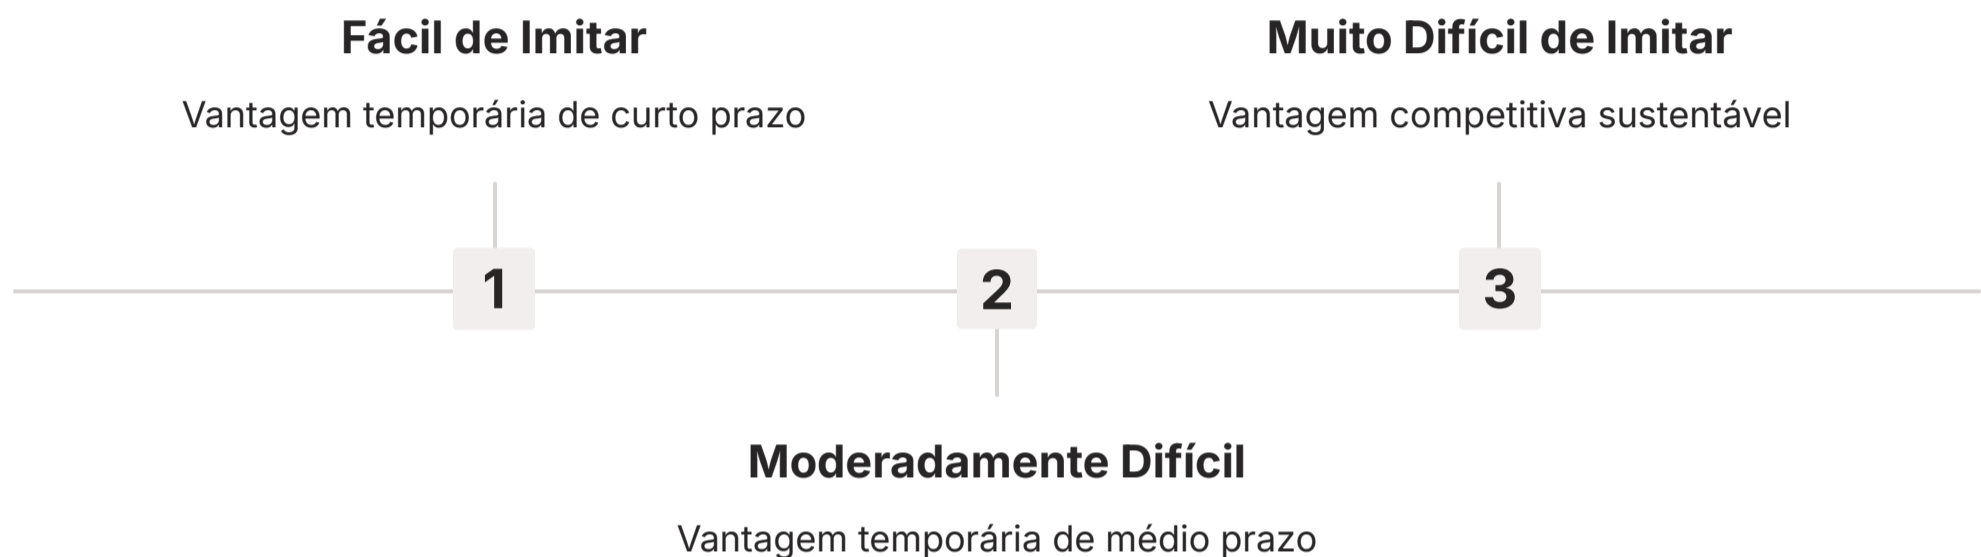 Fácil de Imitar
Vantagem temporária de curto prazo
Muito Difícil de Imitar
Vantagem competitiva sustentável
1
2
3
Moderadamente Difícil
Vantagem temporária de médio prazo